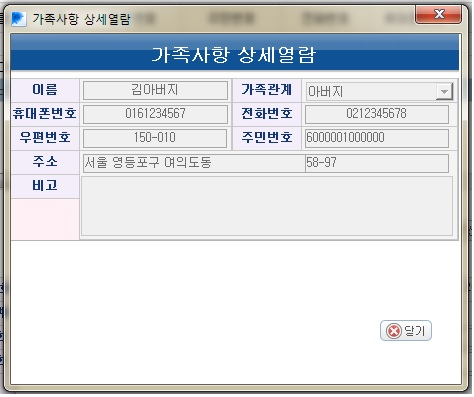 가족사항 상세열람
가족사항 상세열람
이름 김아버지 가족관계 아버지
휴대폰번호 0161234567 전화번호 0212345678
우편번호 150-010 주민번호 6000001000000
주소 서울 영등포구 여의도동 58-97
비고
닫기